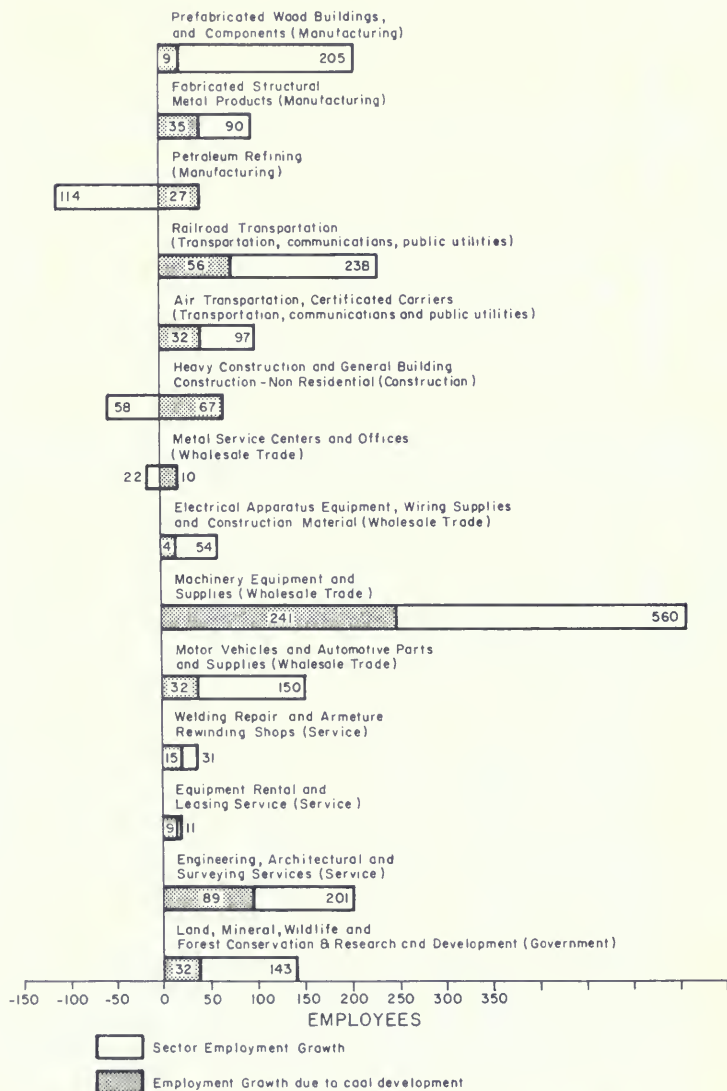 Prefabricated Wood Buildings,
and Components (Manufacturing)
9 205
Fabricated Structural
Metal Products (Manufacturing)
35 90
Petroleum Refining
(Manufacturing)
114 27
Railroad Transportation
(Transportation, communications, public utilities)
56 238
Air Transportation, Certificated Carriers
(Transportation, communications and public utilities)
32 97
Heavy Construction and General Building
Construction - Non Residential (Construction)
58 67
Metal Service Centers and Offices
(Wholesale Trade)
22 10
Electrical Apparatus Equipment, Wiring Supplies
and Construction Material (Wholesale Trade)
4 54
Machinery Equipment and
Supplies (Wholesale Trade)
241 560
Motor Vehicles and Automotive Parts
and Supplies (Wholesale Trade)
32 150
Welding Repair and Armeture
Rewinding Shops (Service)
15 31
Equipment Rental and
Leasing Service (Service)
9 11
Engineering, Architectural and
Surveying Services (Service)
89 201
Land, Mineral, Wildlife and
Forest Conservation & Research and Development (Government)
32 143
-150 -100 -50 0 50 100 150 200 250 300 350
EMPLOYEES
Sector Employment Growth
Employment Growth due to coal development